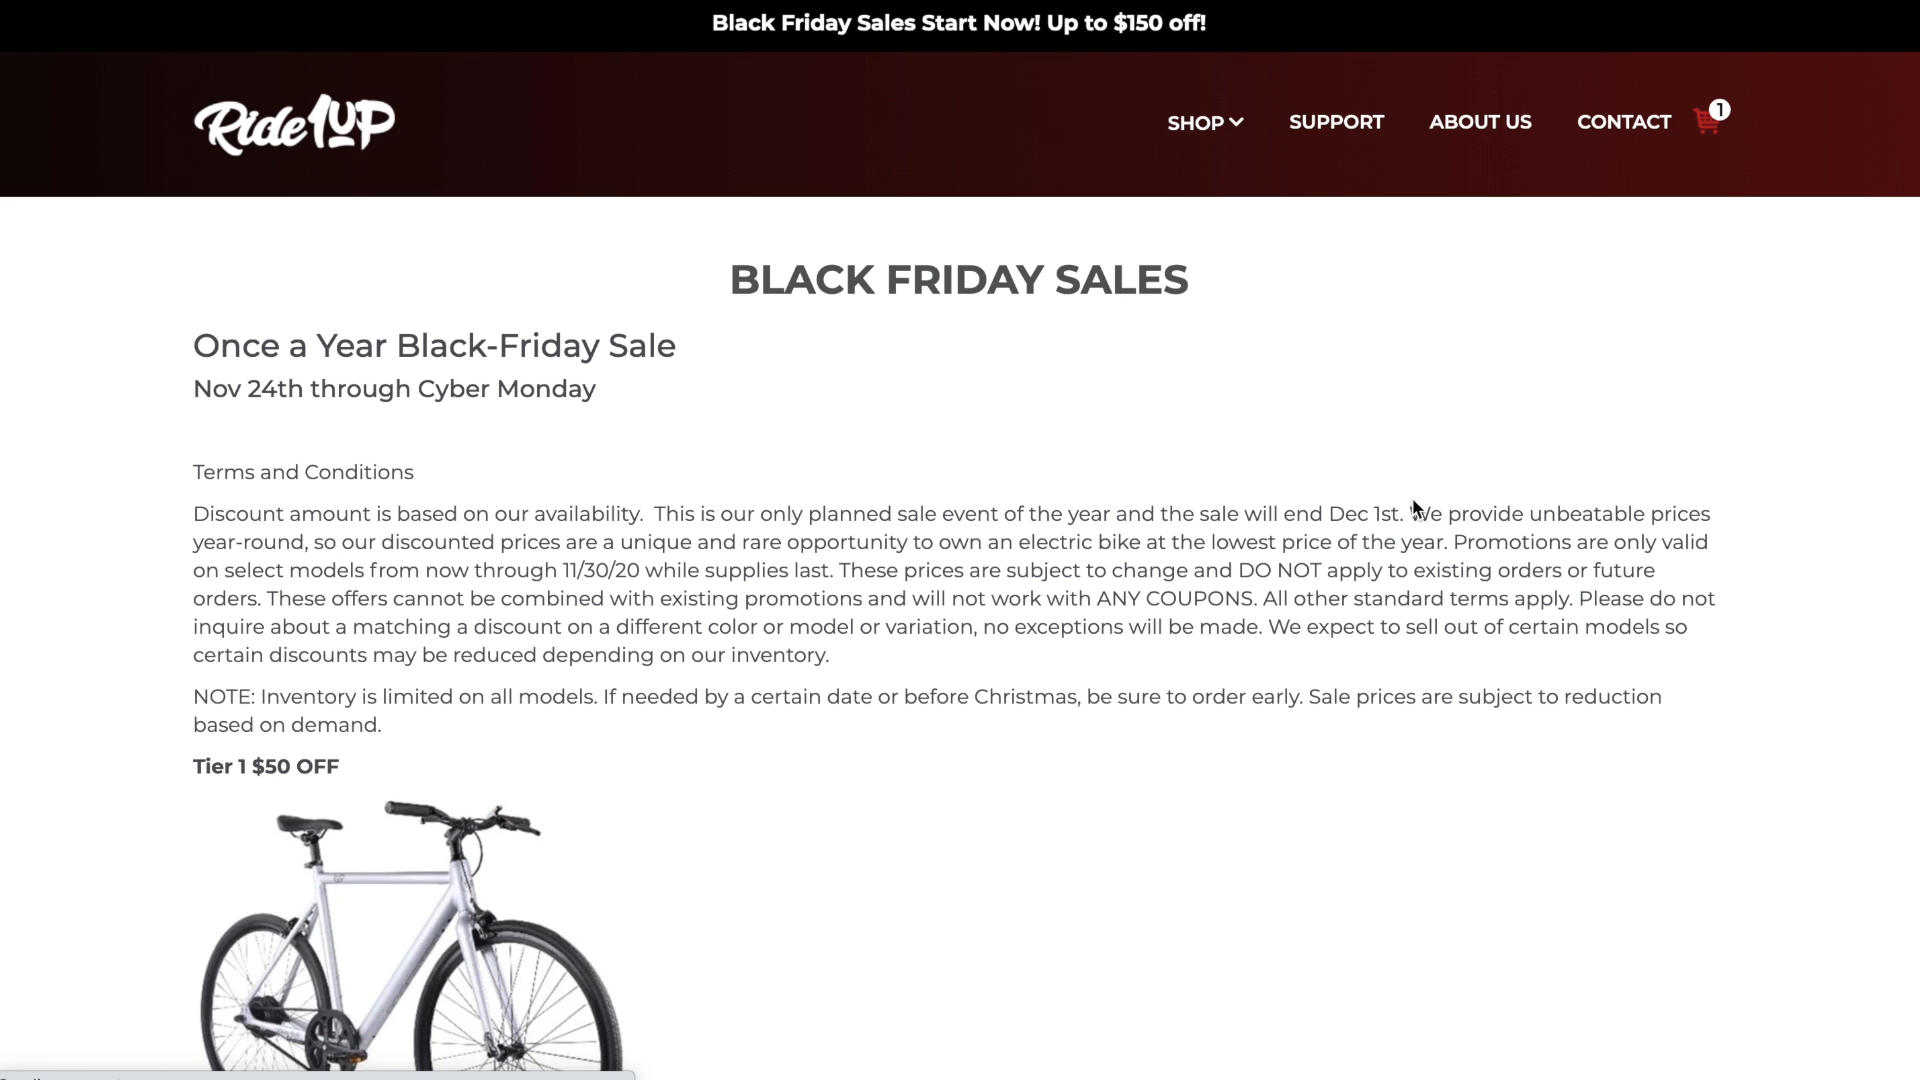 Black Friday Sales Start Now! Up to $150 off!
Ride1UP
SHOP
SUPPORT
ABOUT US
CONTACT
1
BLACK FRIDAY SALES
Once a Year Black-Friday Sale
Nov 24th through Cyber Monday
Terms and Conditions
Discount amount is based on our availability.  This is our only planned sale event of the year and the sale will end Dec 1st. We provide unbeatable prices
year-round, so our discounted prices are a unique and rare opportunity to own an electric bike at the lowest price of the year. Promotions are only valid
on select models from now through 11/30/20 while supplies last. These prices are subject to change and DO NOT apply to existing orders or future
orders. These offers cannot be combined with existing promotions and will not work with ANY COUPONS. All other standard terms apply. Please do not
inquire about a matching a discount on a different color or model or variation, no exceptions will be made. We expect to sell out of certain models so
certain discounts may be reduced depending on our inventory.
NOTE: Inventory is limited on all models. If needed by a certain date or before Christmas, be sure to order early. Sale prices are subject to reduction
based on demand.
Tier 1 $50 OFF